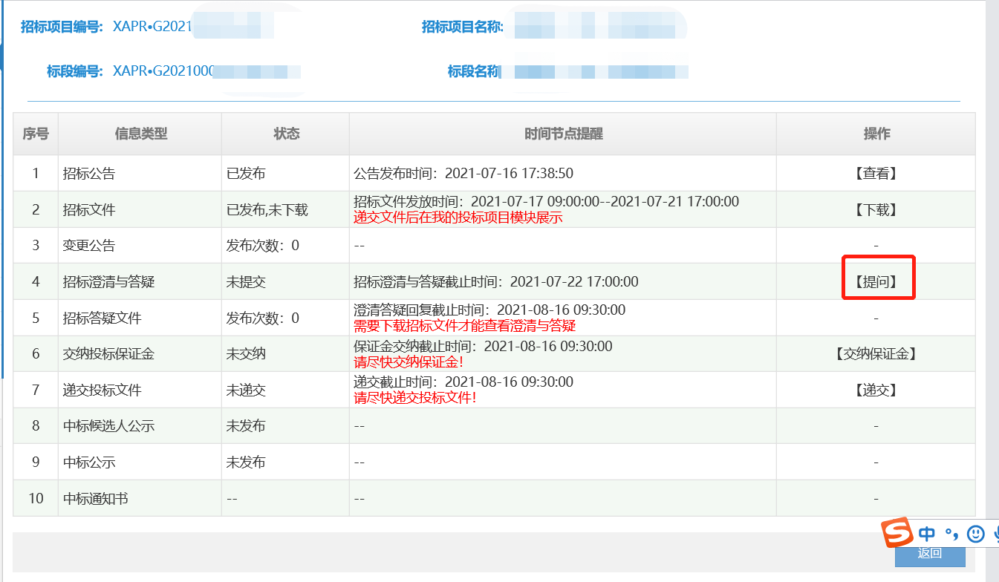 招标项目编号: XAPR•G2021
招标项目名称:
标段编号: XAPR•G2021000
标段名称
序号 信息类型 状态 时间节点提醒 操作
1 招标公告 已发布 公告发布时间：2021-07-16 17:38:50 【查看】
2 招标文件 已发布,未下载 招标文件发放时间：2021-07-17 09:00:00--2021-07-21 17:00:00 【下载】
递交文件后在我的投标项目模块展示
3 变更公告 发布次数：0 -- -
4 招标澄清与答疑 未提交 招标澄清与答疑截止时间：2021-07-22 17:00:00 【提问】
5 招标答疑文件 发布次数：0 澄清答疑回复截止时间：2021-08-16 09:30:00 -
需要下载招标文件才能查看澄清与答疑
6 交纳投标保证金 未交纳 保证金交纳截止时间：2021-08-16 09:30:00 【交纳保证金】
请尽快交纳保证金！
7 递交投标文件 未递交 递交截止时间：2021-08-16 09:30:00 【递交】
请尽快递交投标文件！
8 中标候选人公示 未发布 -- -
9 中标公示 未发布 -- -
10 中标通知书 -- -- -
中
返回